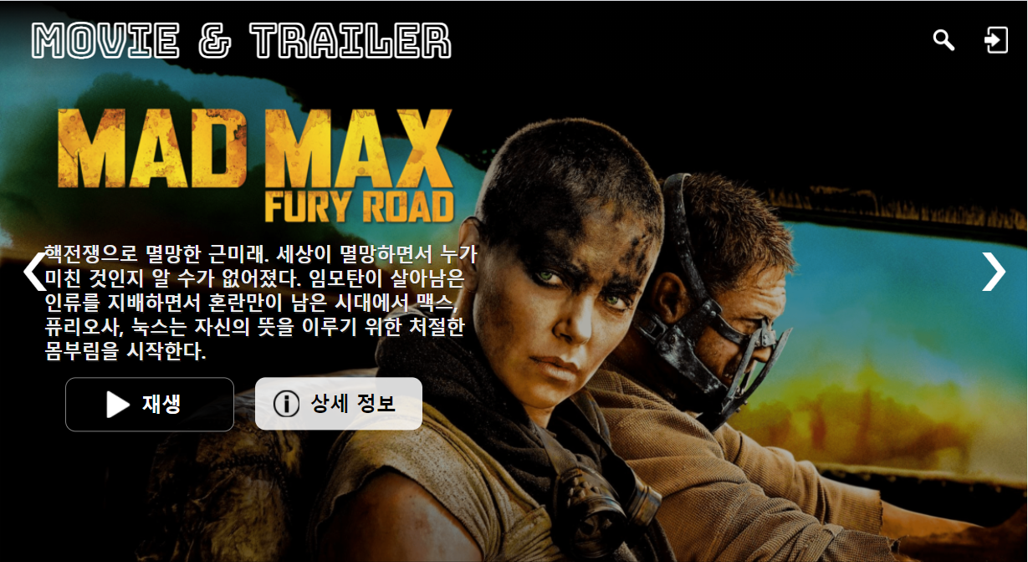 MOVIE & TRAILER
MAD MAX
FURY ROAD
핵전쟁으로 멸망한 근미래. 세상이 멸망하면서 누가
미친 것인지 알 수가 없어졌다. 임모탄이 살아남은
인류를 지배하면서 혼란만이 남은 시대에서 맥스,
퓨리오사, 눅스는 자신의 뜻을 이루기 위한 처절한
몸부림을 시작한다.
재생
상세 정보